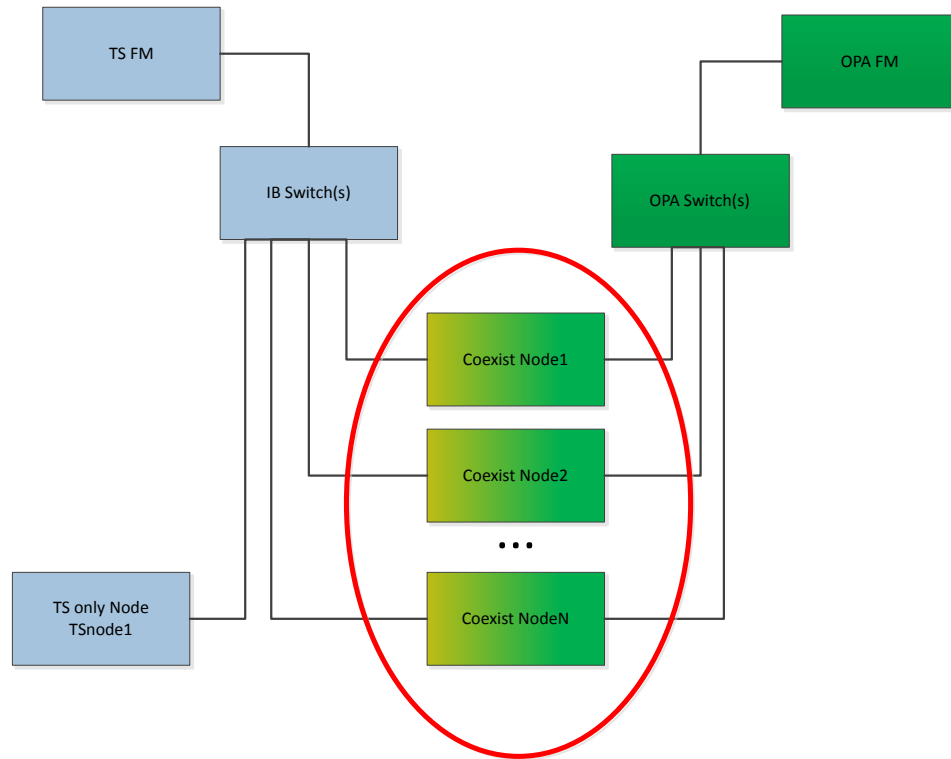 TS FM
OPA FM
IB Switch(s)
OPA Switch(s)
Coexist Node1
Coexist Node2
...
Coexist NodeN
TS only Node
TSnode1